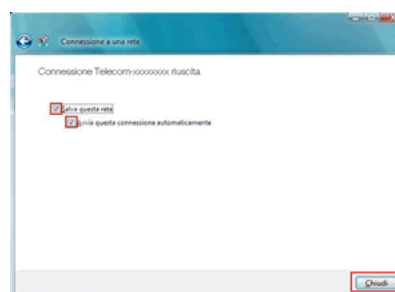 Connessione a una rete
Connessione Telecom-xxxxxxxx riuscita
Salva questa rete
Avvia questa connessione automaticamente
Chiudi